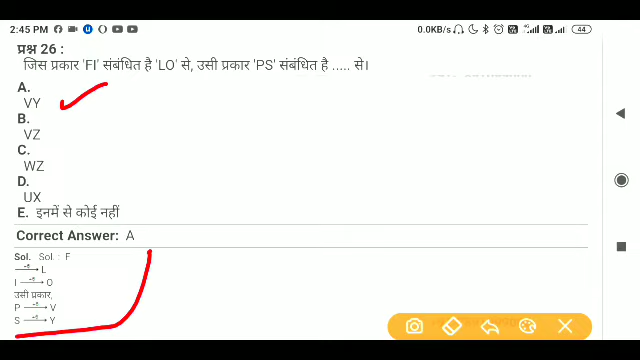 2:45 PM 0.0KB/s 44
प्रश्न 26 :
जिस प्रकार 'FI' संबंधित है 'LO' से, उसी प्रकार 'PS' संबंधित है ..... से।
A.
VY
B.
VZ
C.
WZ
D.
UX
E. इनमें से कोई नहीं
Correct Answer: A
Sol. Sol. : F
L
I O
उसी प्रकार,
P V
S Y